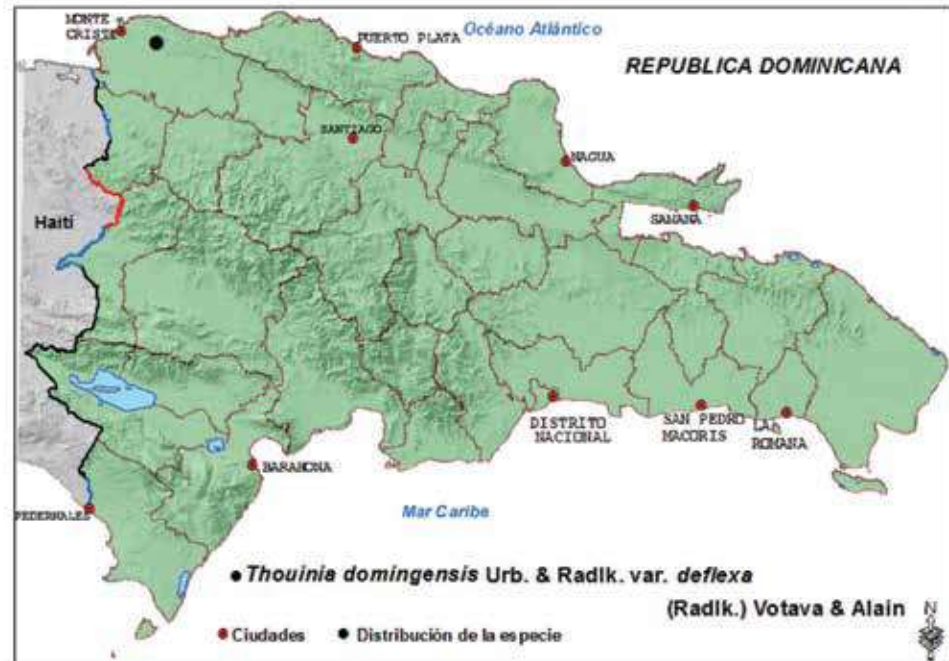 MONTE
CRISTI
Océano Atlántico
PUERTO PLATA
REPUBLICA DOMINICANA
SANTIAGO
NAGUA
Haití
SAMANA
DISTRITO
NACIONAL
SAN PEDRO
MACORIS
LA
ROMANA
BARAHONA
PEDERNALES
Mar Caribe
Thouinia domingensis Urb. & Radlk. var. deflexa
(Radlk.) Votava & Alain
N
Ciudades
Distribución de la especie